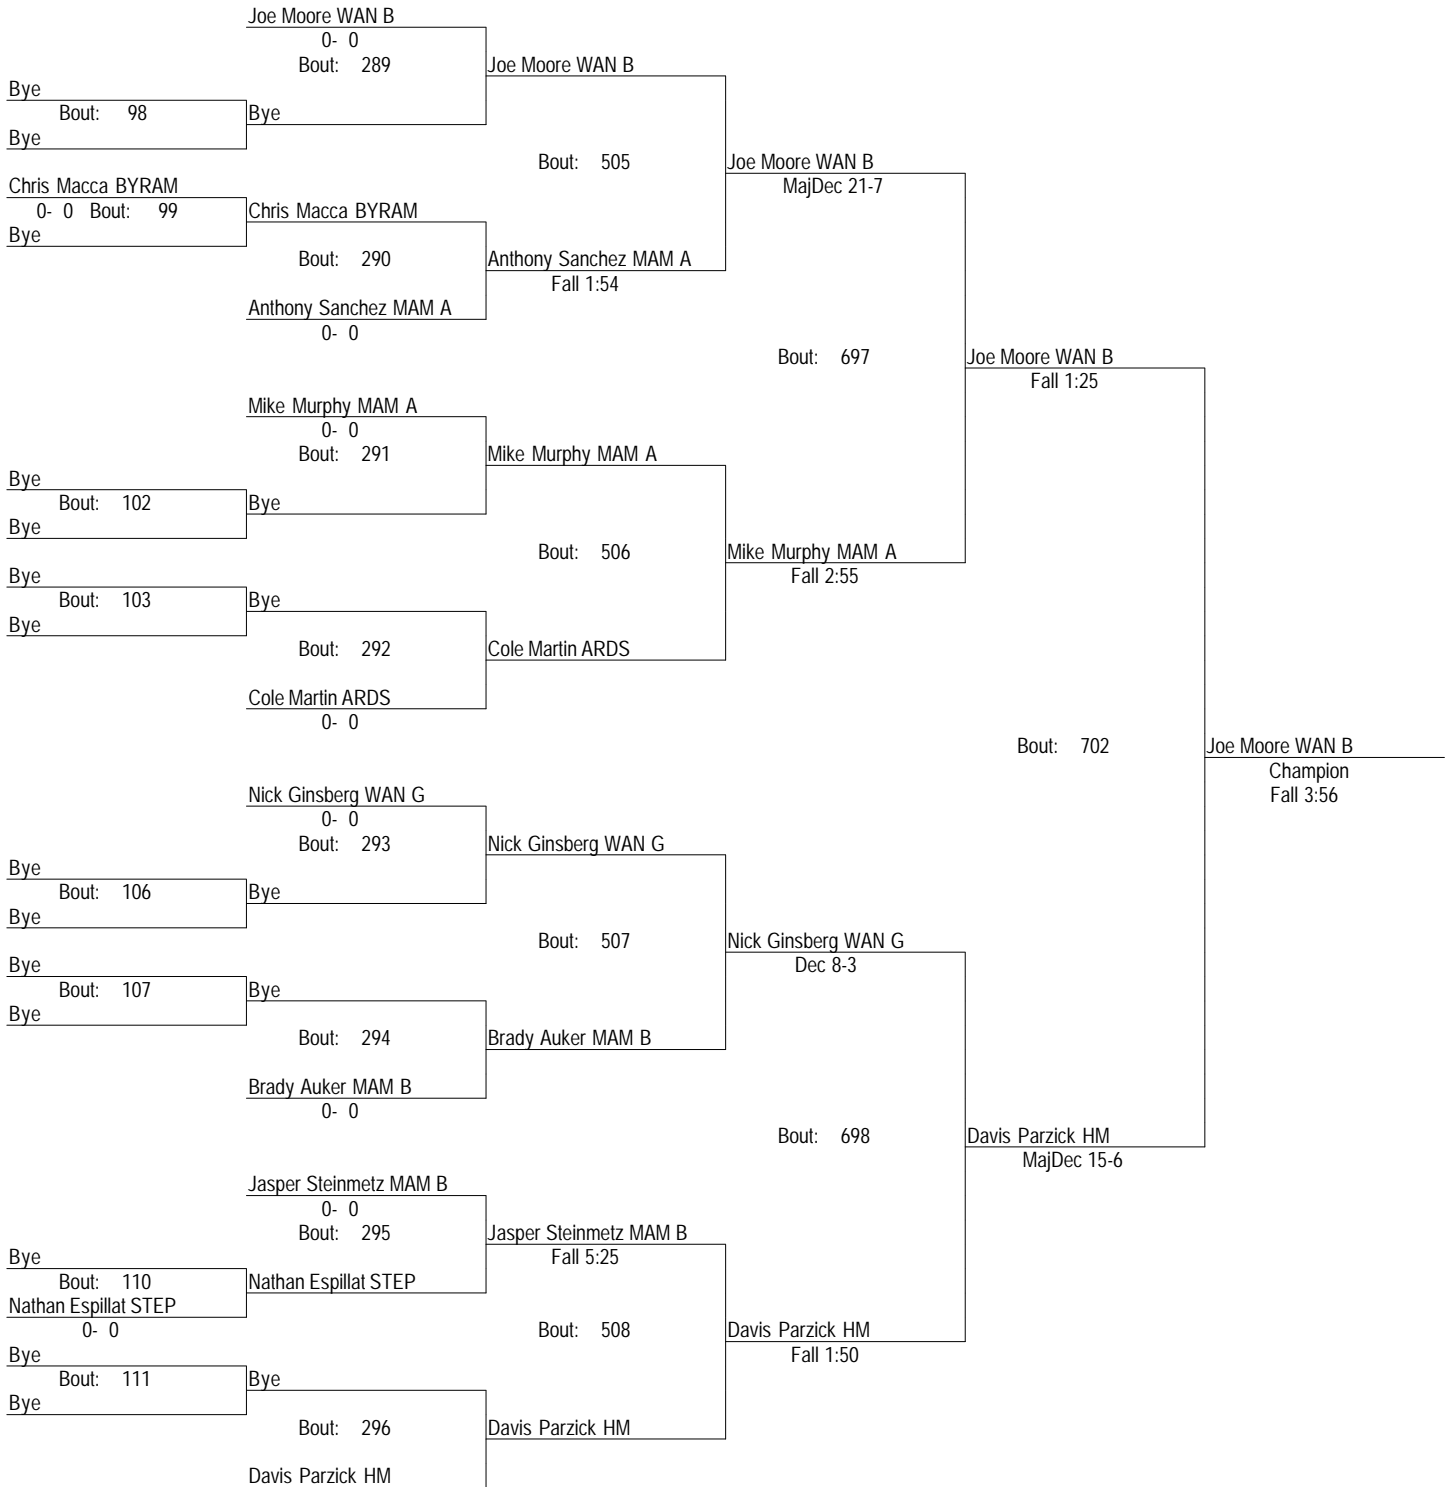 Joe Moore WAN B
0- 0
Bout: 289
Joe Moore WAN B
Bye
Bout: 98
Bye
Bye
Bout: 505
Joe Moore WAN B
MajDec 21-7
Chris Macca BYRAM
0- 0 Bout: 99
Chris Macca BYRAM
Bye
Bout: 290
Anthony Sanchez MAM A
Fall 1:54
Anthony Sanchez MAM A
0- 0
Bout: 697
Joe Moore WAN B
Fall 1:25
Mike Murphy MAM A
0- 0
Bout: 291
Mike Murphy MAM A
Bye
Bout: 102
Bye
Bye
Bout: 506
Mike Murphy MAM A
Fall 2:55
Bye
Bout: 103
Bye
Bye
Bout: 292
Cole Martin ARDS
Cole Martin ARDS
0- 0
Bout: 702
Joe Moore WAN B
Champion
Fall 3:56
Nick Ginsberg WAN G
0- 0
Bout: 293
Nick Ginsberg WAN G
Bye
Bout: 106
Bye
Bye
Bout: 507
Nick Ginsberg WAN G
Dec 8-3
Bye
Bout: 107
Bye
Bye
Bout: 294
Brady Auker MAM B
Brady Auker MAM B
0- 0
Bout: 698
Davis Parzick HM
MajDec 15-6
Jasper Steinmetz MAM B
0- 0
Bout: 295
Jasper Steinmetz MAM B
Fall 5:25
Bye
Bout: 110
Nathan Espillat STEP
Nathan Espillat STEP
0- 0
Bout: 508
Davis Parzick HM
Fall 1:50
Bye
Bout: 111
Bye
Bye
Bout: 296
Davis Parzick HM
Davis Parzick HM